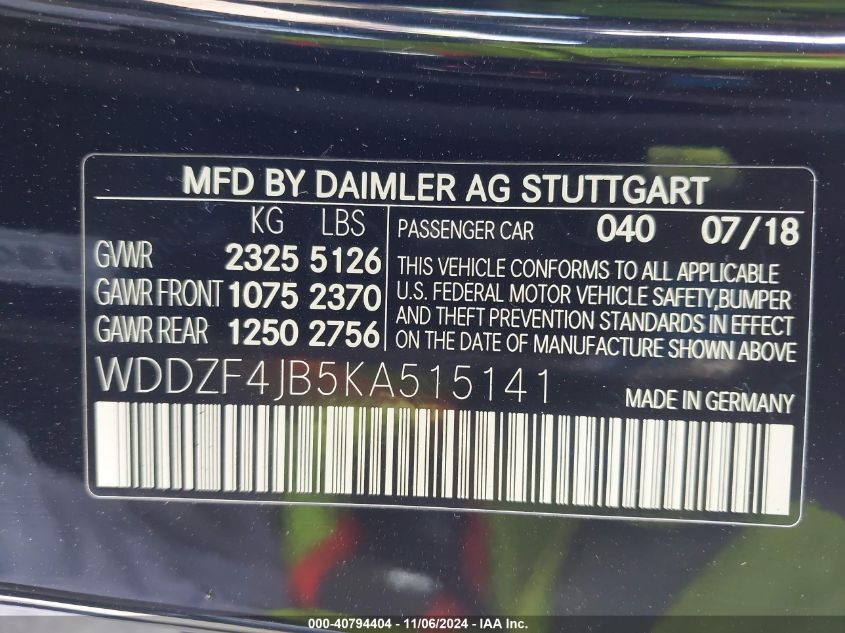 MFD BY DAIMLER AG STUTTGART
KG LBS
GVWR 2325 5126
GAWR FRONT 1075 2370
GAWR REAR 1250 2756
PASSENGER CAR 040 07/18
THIS VEHICLE CONFORMS TO ALL APPLICABLE
U.S. FEDERAL MOTOR VEHICLE SAFETY,BUMPER
AND THEFT PREVENTION STANDARDS IN EFFECT
ON THE DATE OF MANUFACTURE SHOWN ABOVE
WDDZF4JB5KA515141
MADE IN GERMANY
000-40794404 - 11/06/2024 - IAA Inc.